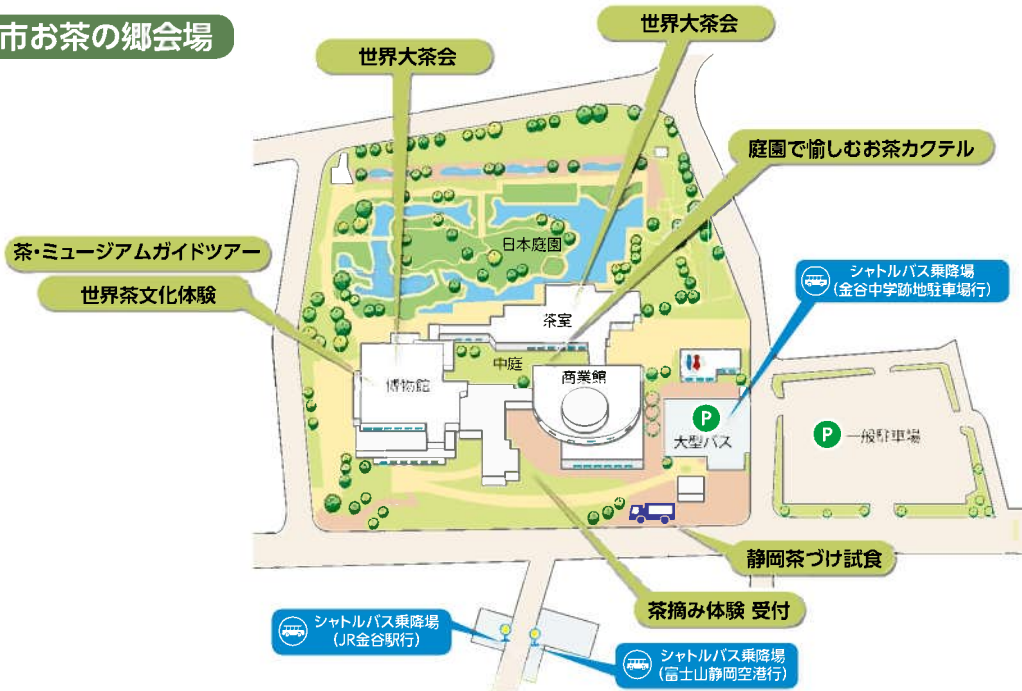 市お茶の郷会場
世界大茶会
世界大茶会
庭園で愉しむお茶カクテル
日本庭園
茶・ミュージアムガイドツアー
世界茶文化体験
シャトルバス乗降場
(金谷中学跡地駐車場行)
茶室
中庭
博物館
商業館
P
大型バス
P 一般駐車場
静岡茶づけ試食
茶摘み体験 受付
シャトルバス乗降場
(JR金谷駅行)
シャトルバス乗降場
(富士山静岡空港行)